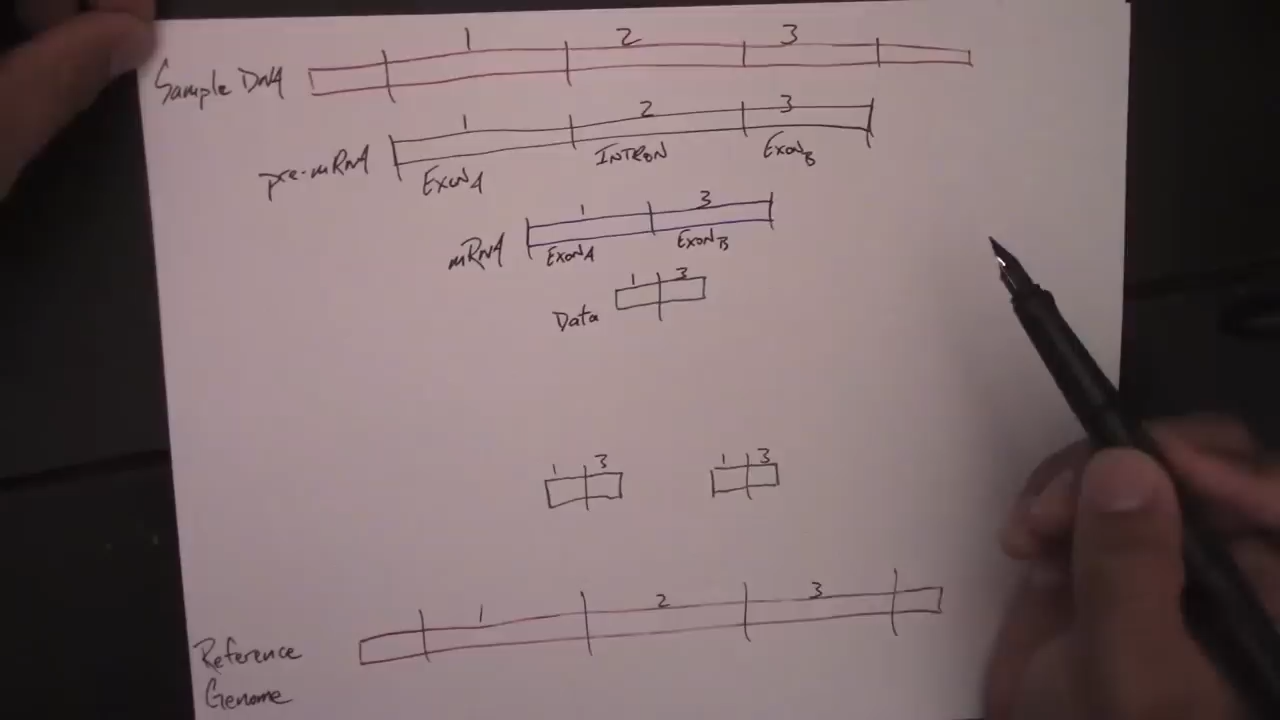 1 2 3
Sample DNA
1 2 3
pre-mRNA
Exon A INTRON Exon B
1 3
mRNA
Exon A Exon B
1 3
Data
1 3 1 3
1 2 3
Reference
Genome